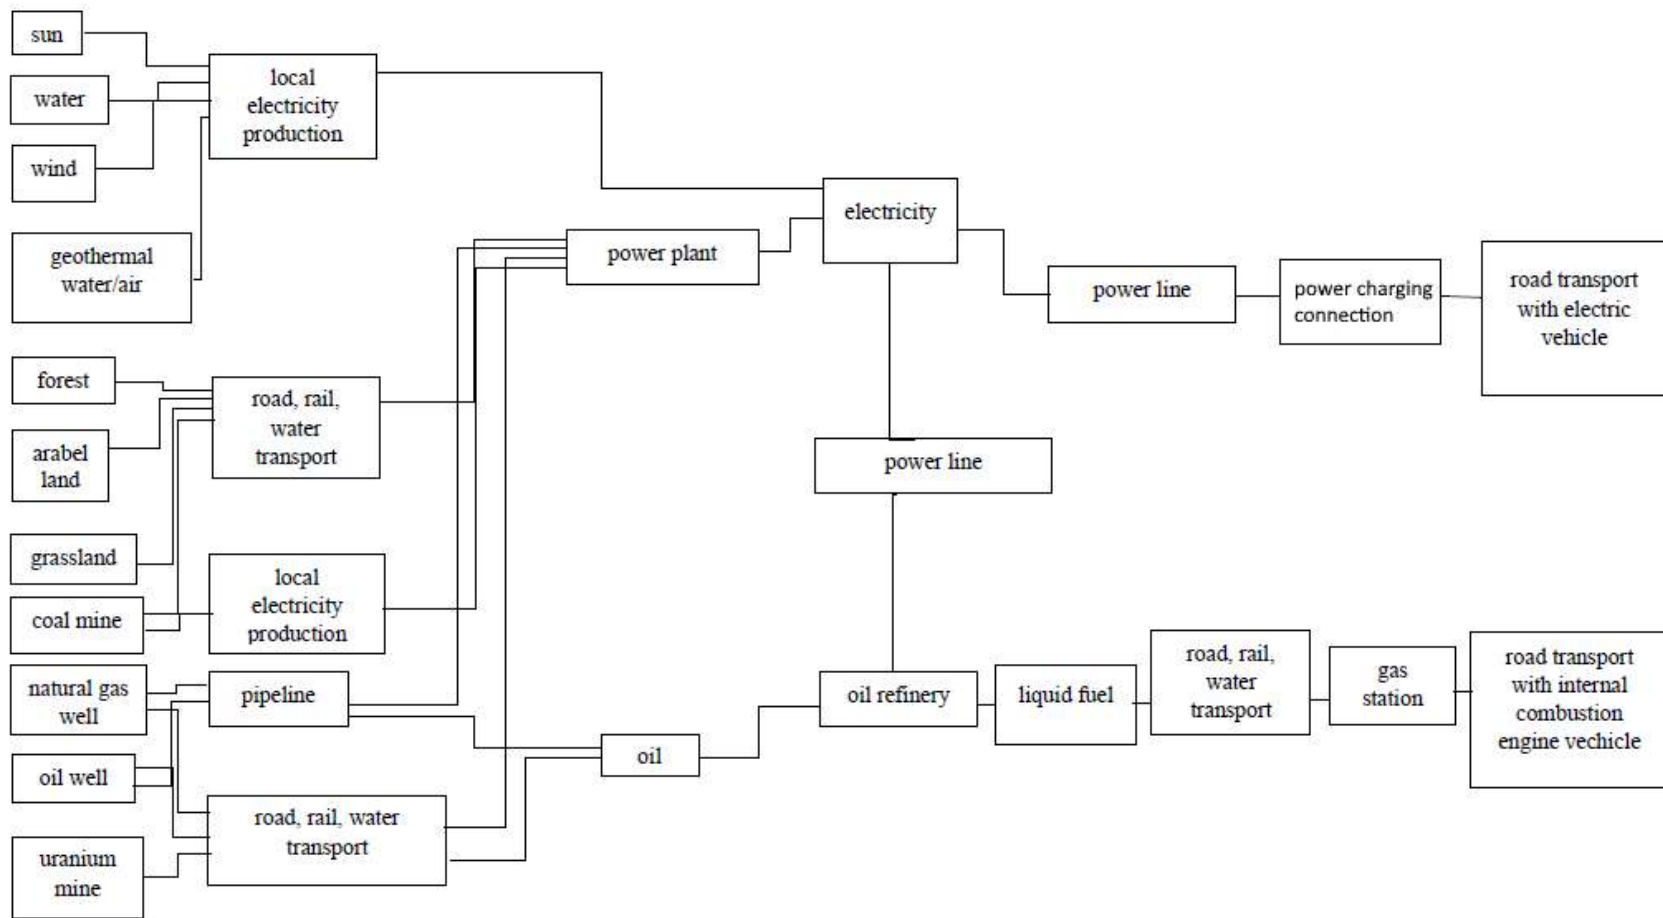 sun
water
wind
geothermal
water/air
forest
arabel
land
grassland
coal mine
natural gas
well
oil well
uranium
mine
local
electricity
production
road, rail,
water
transport
local
electricity
production
pipeline
road, rail, water
transport
power plant
oil
electricity
power line
oil refinery
power line
power charging
connection
road transport
with electric
vehicle
liquid fuel
road, rail,
water
transport
gas
station
road transport
with internal
combustion
engine vechicle